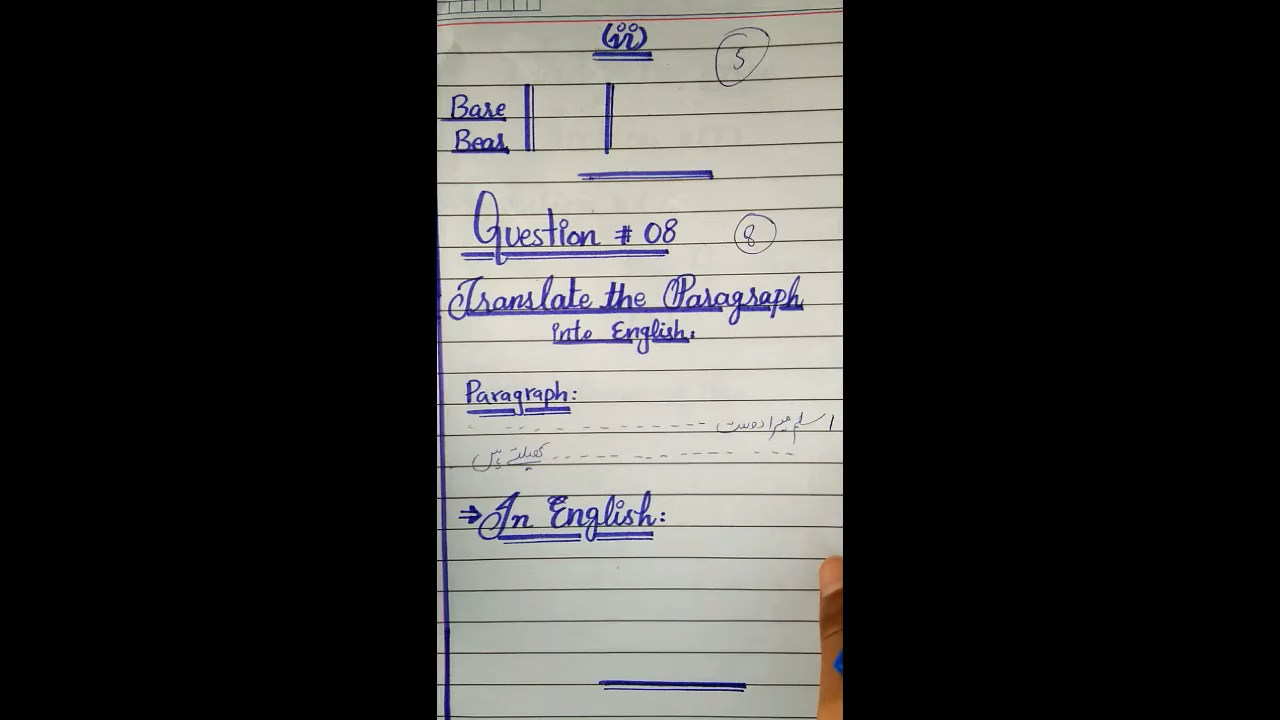 (ii)
5
Bare
Bear
Question # 08
8
Translate the Paragraph
into English.
Paragraph:
اسلم میرا دوست - - - - - - - - - - -
- - - - - - - - - - - کھیلتے ہیں
⇒ In English: